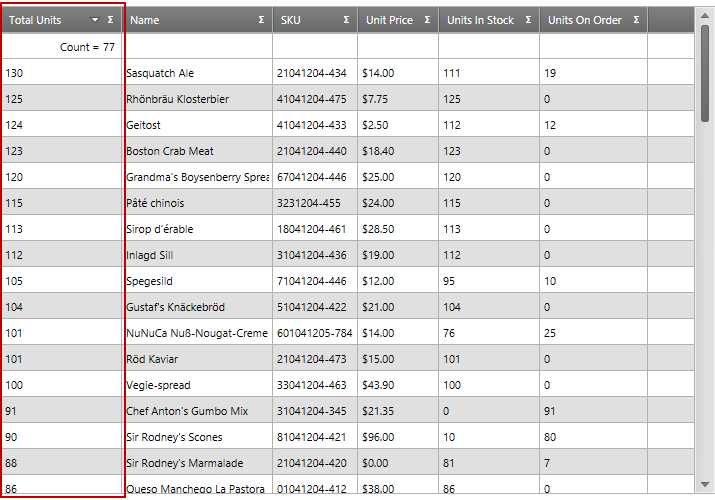 Total Units Σ Name Σ SKU Σ Unit Price Σ Units In Stock Σ Units On Order Σ
Count = 77
130 Sasquatch Ale 21041204-434 $14.00 111 19
125 Rhönbräu Klosterbier 41041204-475 $7.75 125 0
124 Geitost 41041204-433 $2.50 112 12
123 Boston Crab Meat 21041204-440 $18.40 123 0
120 Grandma's Boysenberry Sprea 67041204-446 $25.00 120 0
115 Pâté chinois 3231204-455 $24.00 115 0
113 Sirop d'érable 18041204-461 $28.50 113 0
112 Inlagd Sill 31041204-436 $19.00 112 0
105 Spegesild 71041204-446 $12.00 95 10
104 Gustaf's Knäckebröd 51041204-422 $21.00 104 0
101 NuNuCa Nuß-Nougat-Creme 601041205-784 $14.00 76 25
101 Röd Kaviar 21041204-473 $15.00 101 0
100 Vegie-spread 33041204-463 $43.90 100 0
91 Chef Anton's Gumbo Mix 31041204-345 $21.35 0 91
90 Sir Rodney's Scones 81041204-421 $96.00 10 80
88 Sir Rodney's Marmalade 21041204-420 $0.00 81 7
86 Queso Manchego La Pastora 01041204-412 $38.00 86 0